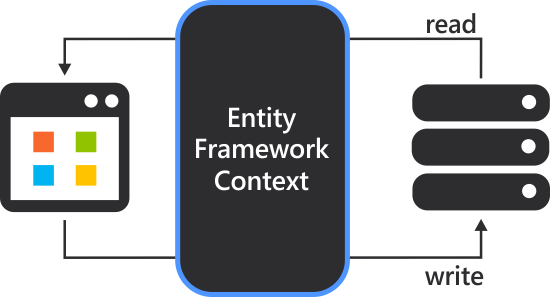 read
Entity
Framework
Context
write